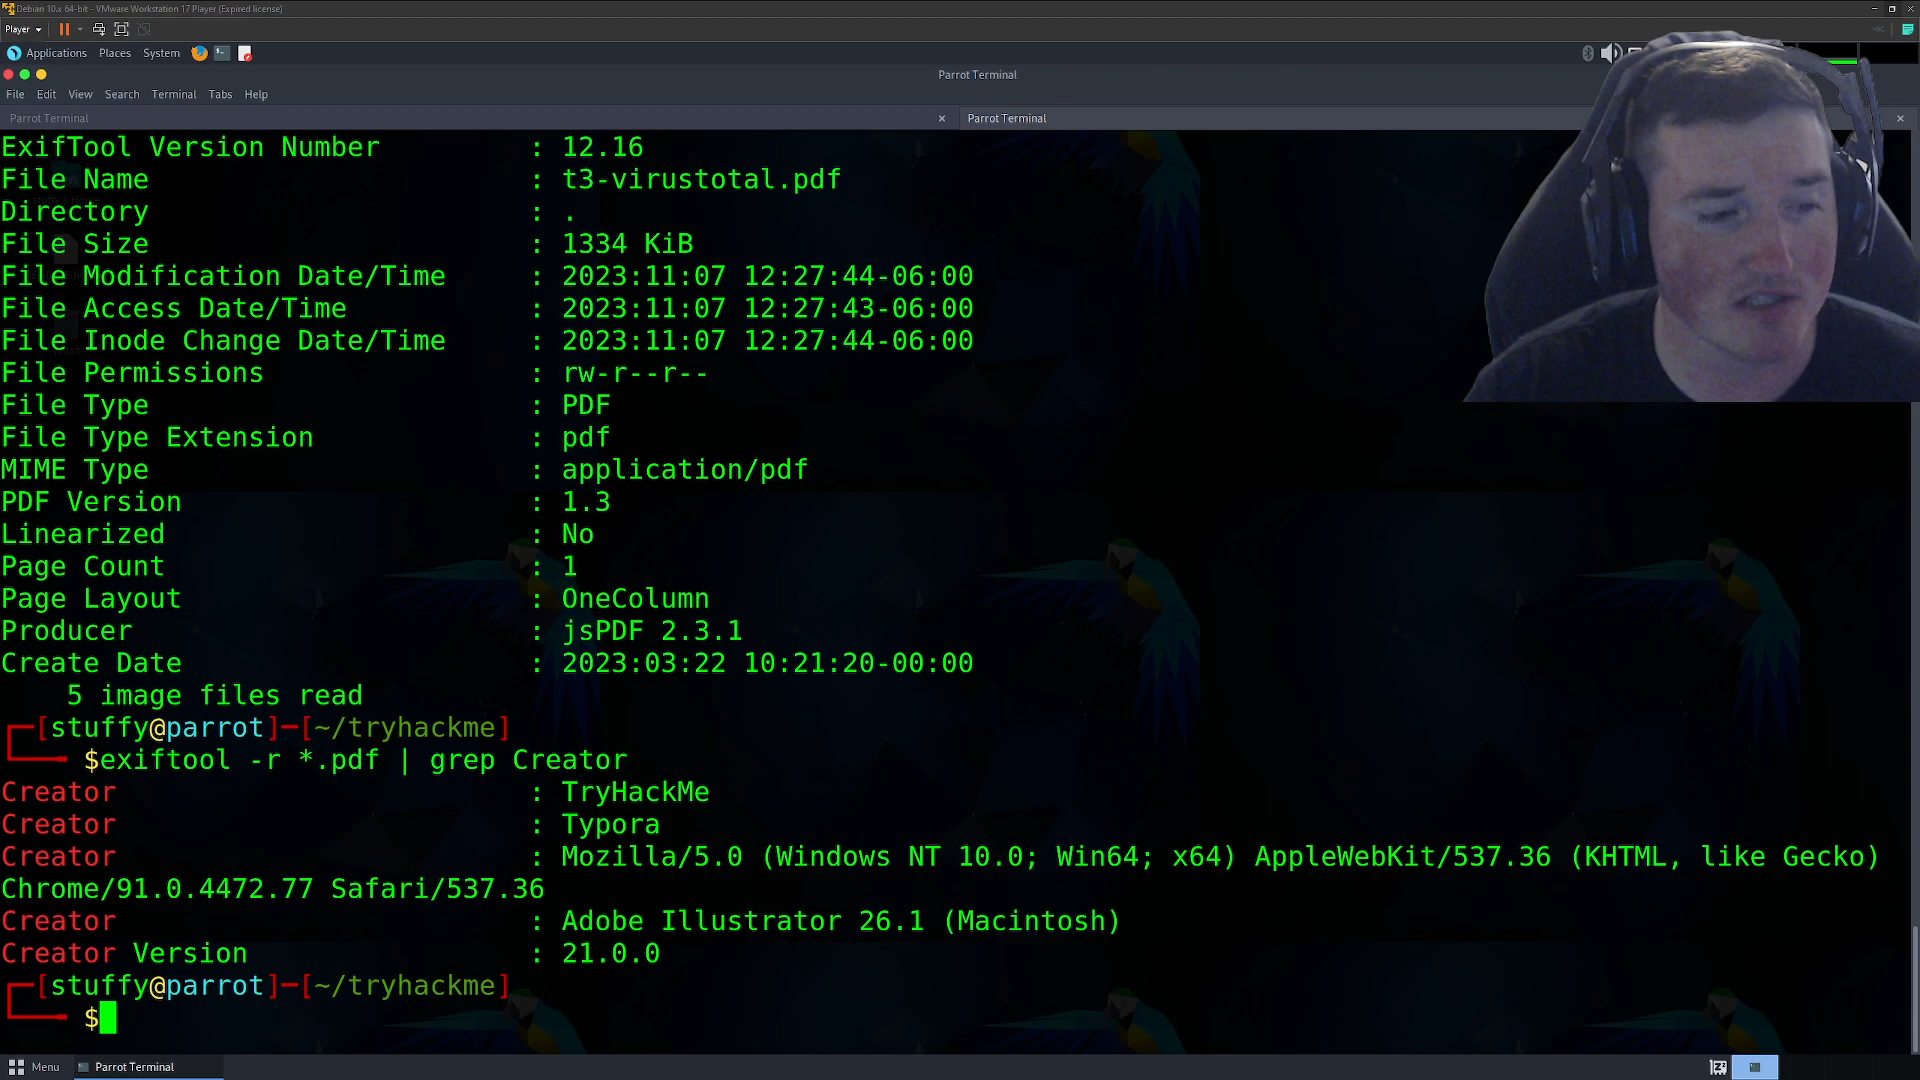 Debian 10.x 64-bit - VMware Workstation 17 Player (Expired license)
Player
Applications Places System
Parrot Terminal
File Edit View Search Terminal Tabs Help
Parrot Terminal × Parrot Terminal ×
ExifTool Version Number : 12.16
File Name : t3-virustotal.pdf
Directory : .
File Size : 1334 KiB
File Modification Date/Time : 2023:11:07 12:27:44-06:00
File Access Date/Time : 2023:11:07 12:27:43-06:00
File Inode Change Date/Time : 2023:11:07 12:27:44-06:00
File Permissions : rw-r--r--
File Type : PDF
File Type Extension : pdf
MIME Type : application/pdf
PDF Version : 1.3
Linearized : No
Page Count : 1
Page Layout : OneColumn
Producer : jsPDF 2.3.1
Create Date : 2023:03:22 10:21:20-00:00
5 image files read
[stuffy@parrot]─[~/tryhackme]
$exiftool -r *.pdf | grep Creator
Creator : TryHackMe
Creator : Typora
Creator : Mozilla/5.0 (Windows NT 10.0; Win64; x64) AppleWebKit/537.36 (KHTML, like Gecko)
Chrome/91.0.4472.77 Safari/537.36
Creator : Adobe Illustrator 26.1 (Macintosh)
Creator Version : 21.0.0
[stuffy@parrot]─[~/tryhackme]
$
Menu Parrot Terminal